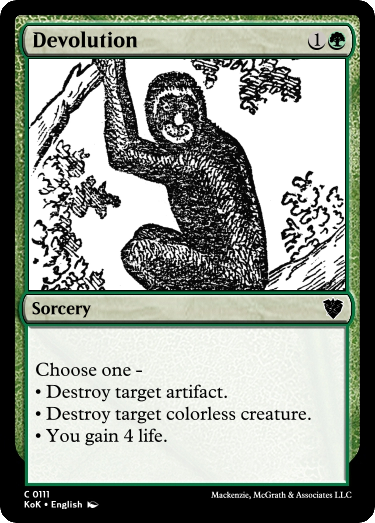 Devolution 1
Sorcery
Choose one -
• Destroy target artifact.
• Destroy target colorless creature.
• You gain 4 life.
C 0111
KoK • English
Mackenzie, McGrath & Associates LLC